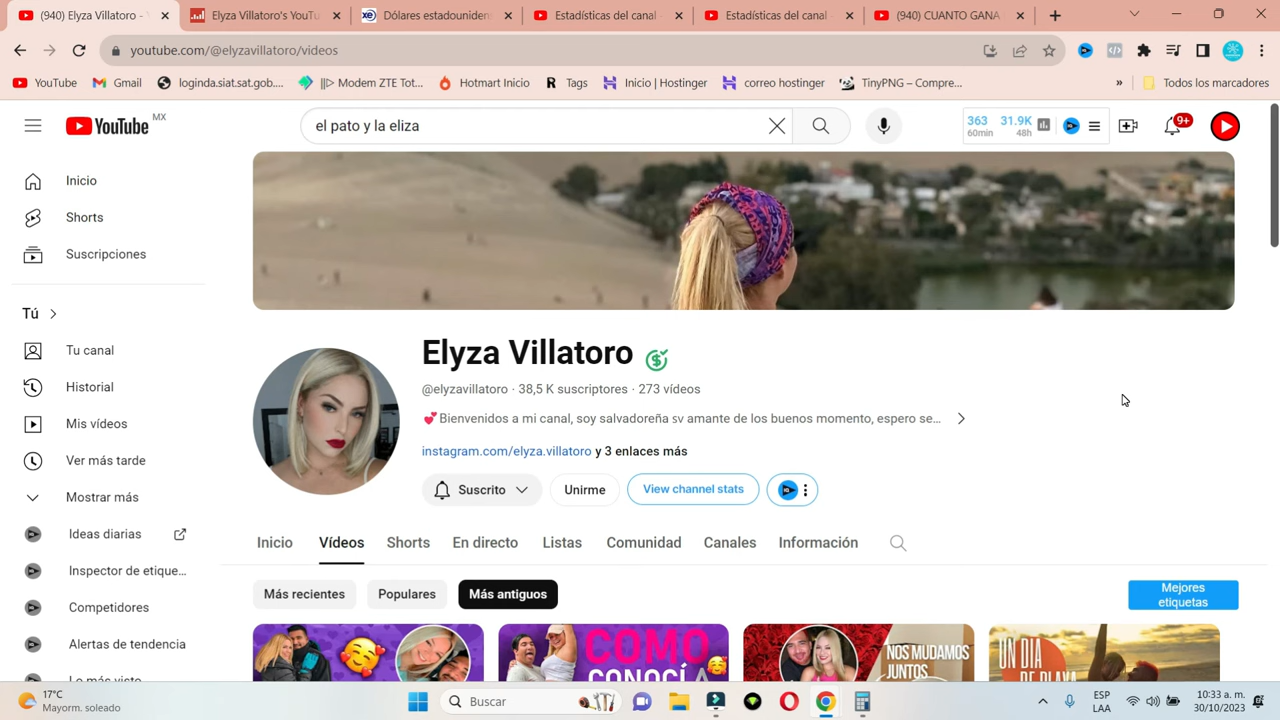 (940) Elyza Villatoro -
Elyza Villatoro's YouTu
Dólares estadouniden
Estadísticas del canal -
Estadísticas del canal -
(940) CUANTO GANA
youtube.com/@elyzavillatoro/videos
YouTube
Gmail
loginda.siat.sat.gob....
||▷ Modem ZTE Tot...
Hotmart Inicio
Tags
Inicio | Hostinger
correo hostinger
TinyPNG – Compre...
»
Todos los marcadores
YouTube MX
el pato y la eliza
363 31.9K
60min 48h
9+
Inicio
Shorts
Suscripciones
Tú
Tu canal
Historial
Mis vídeos
Ver más tarde
Mostrar más
Ideas diarias
Inspector de etique...
Competidores
Alertas de tendencia
Lo más visto
Elyza Villatoro
@elyzavillatoro · 38,5 K suscriptores · 273 vídeos
💕Bienvenidos a mi canal, soy salvadoreña sv amante de los buenos momento, espero se...
instagram.com/elyza.villatoro y 3 enlaces más
Suscrito
Unirme
View channel stats
Inicio
Vídeos
Shorts
En directo
Listas
Comunidad
Canales
Información
Más recientes
Populares
Más antiguos
Mejores
etiquetas
COMO
CONOCÍ
NOS MUDAMOS
JUNTOS
UN DIA
DE PLAYA
17°C
Mayorm. soleado
Buscar
ESP
LAA
10:33 a. m.
30/10/2023